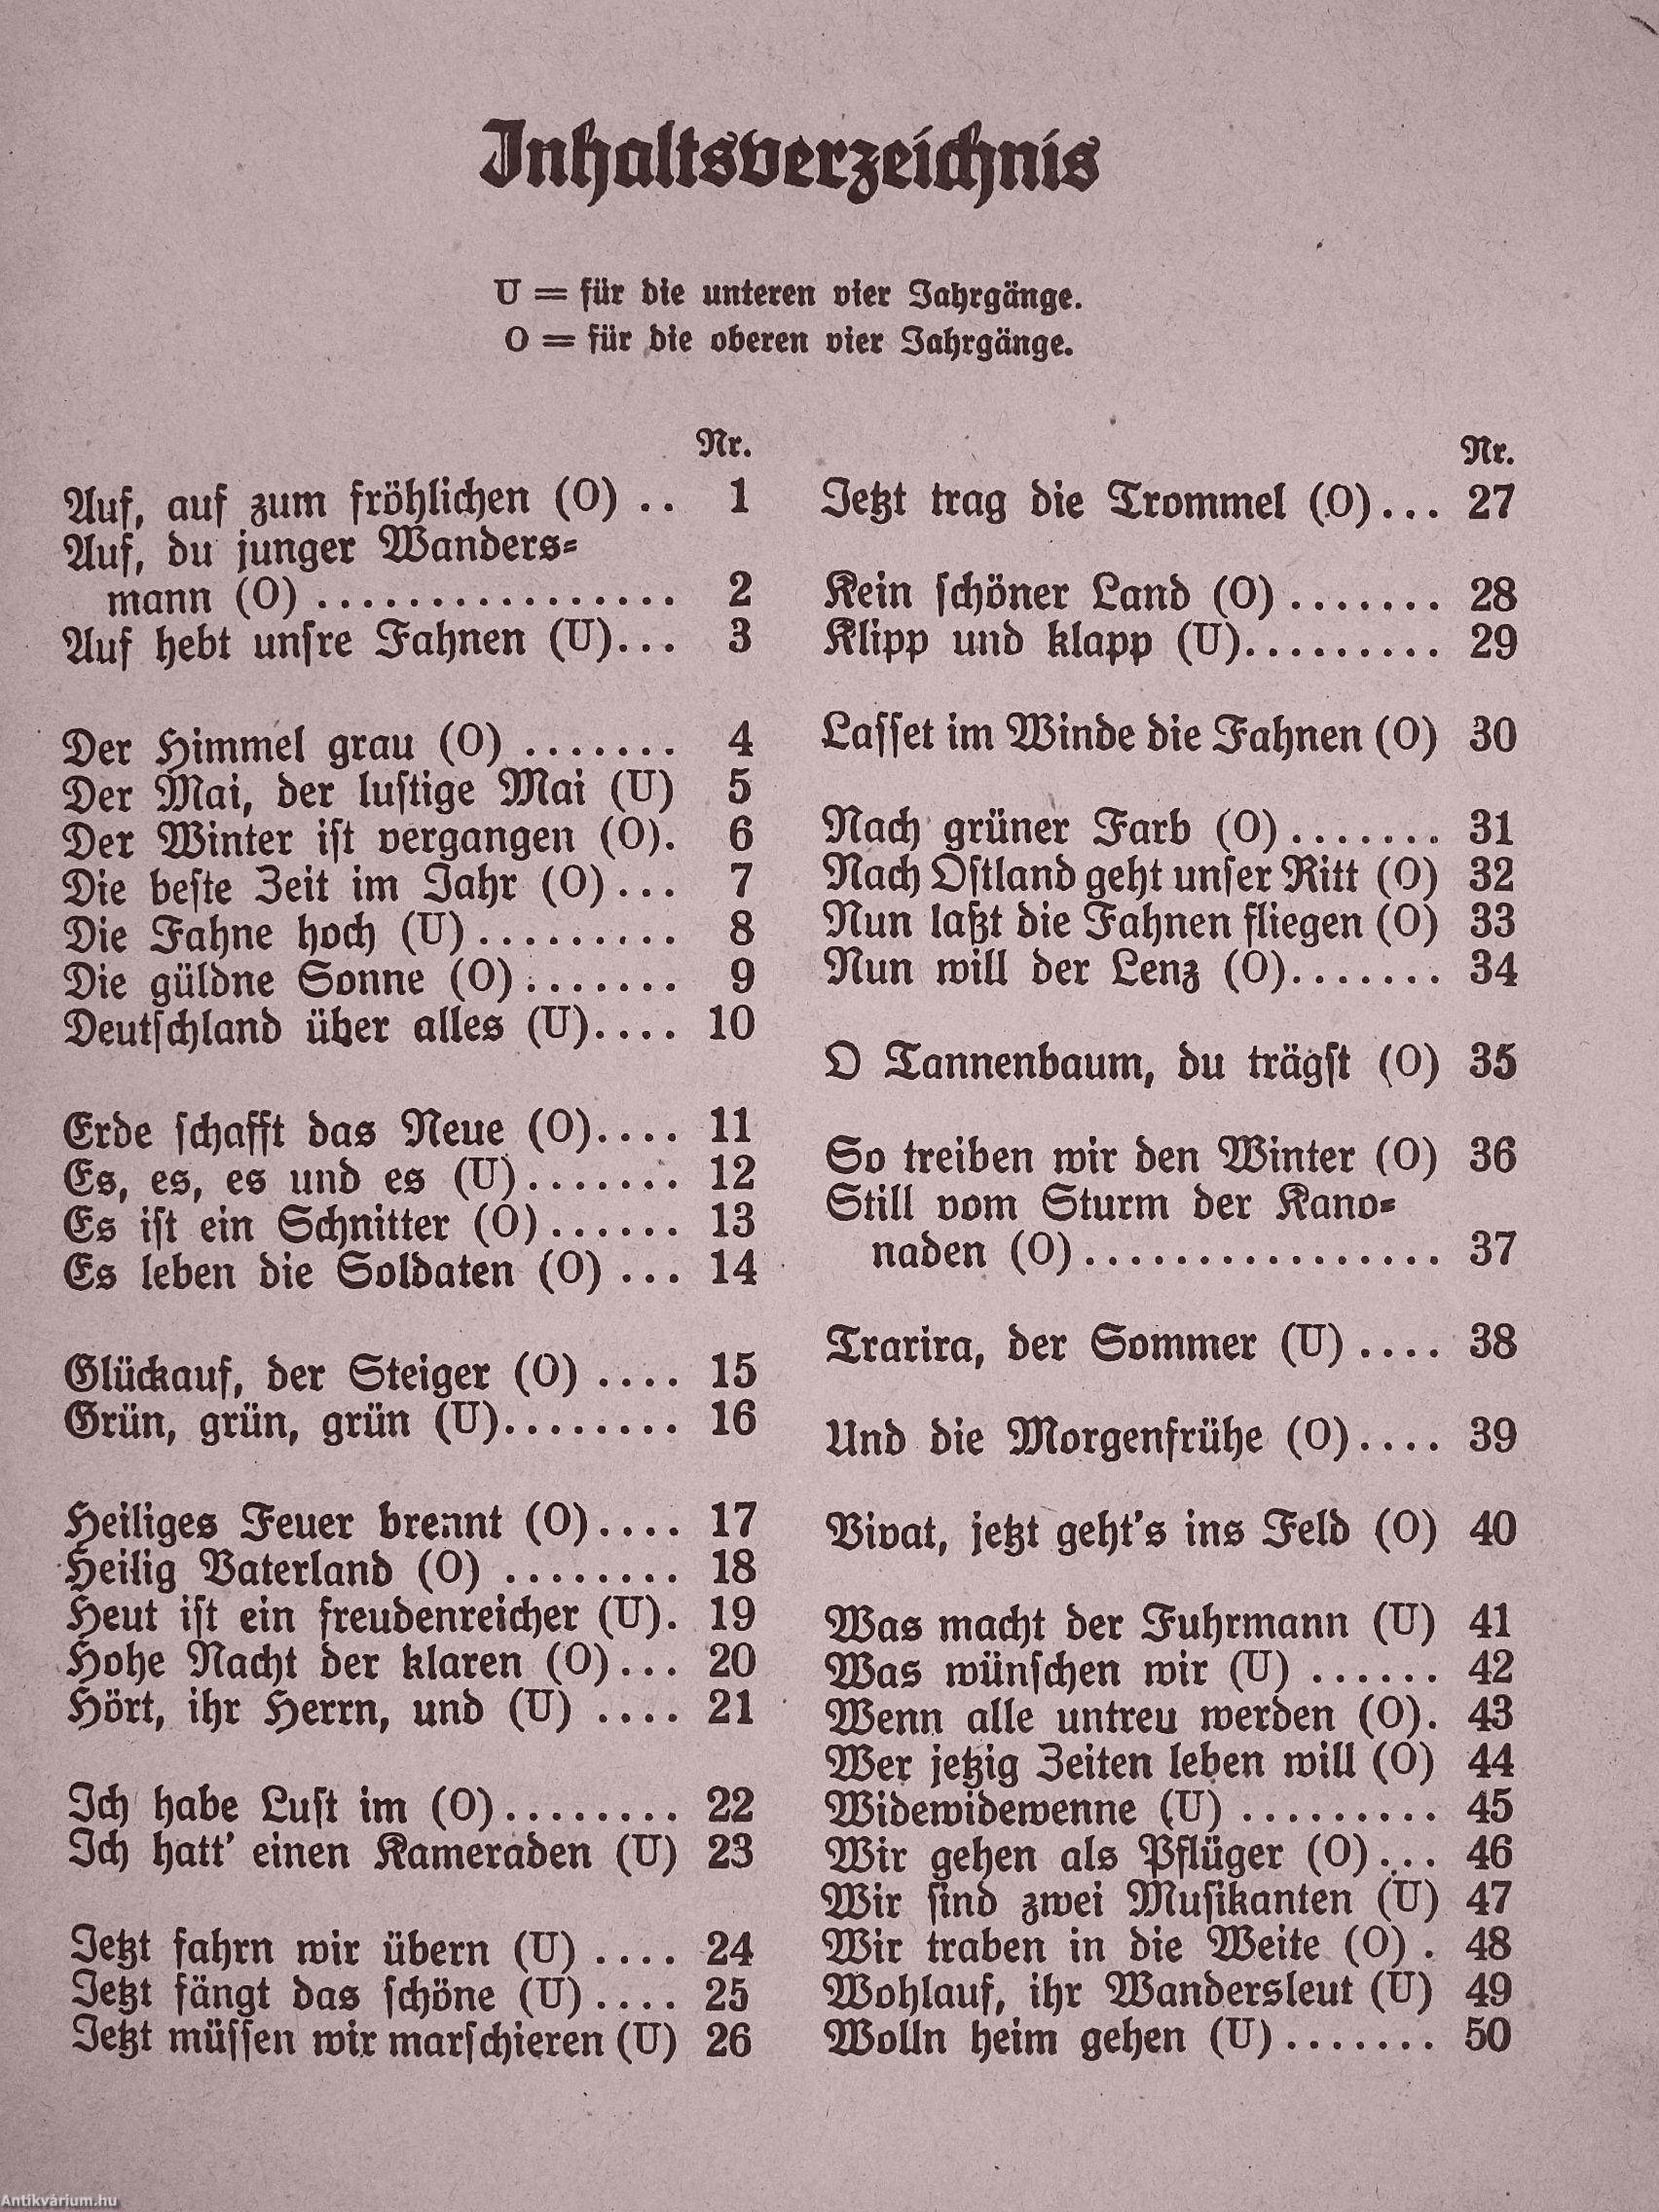 Inhaltsverzeichnis
U = für die unteren vier Jahrgänge.
O = für die oberen vier Jahrgänge.
Nr.
Auf, auf zum fröhlichen (O) .. 1
Auf, du junger Wanders-
mann (O) ................ 2
Auf hebt unsre Fahnen (U)... 3
Der Himmel grau (O) ....... 4
Der Mai, der lustige Mai (U) 5
Der Winter ist vergangen (O). 6
Die beste Zeit im Jahr (O)... 7
Die Fahne hoch (U)......... 8
Die güldne Sonne (O)....... 9
Deutschland über alles (U).... 10
Erde schafft das Neue (O).... 11
Es, es, es und es (U)....... 12
Es ist ein Schnitter (O)...... 13
Es leben die Soldaten (O) ... 14
Glückauf, der Steiger (O) .... 15
Grün, grün, grün (U)........ 16
Heiliges Feuer brennt (O).... 17
Heilig Vaterland (O) ........ 18
Heut ist ein freudenreicher (U). 19
Hohe Nacht der klaren (O)... 20
Hört, ihr Herrn, und (U) .... 21
Ich habe Lust im (O)........ 22
Ich hatt' einen Kameraden (U) 23
Jetzt fahrn wir übern (U) .... 24
Jetzt fängt das schöne (U).... 25
Jetzt müssen wir marschieren (U) 26
Nr.
Jetzt trag die Trommel (O)... 27
Kein schöner Land (O)....... 28
Klipp und klapp (U)......... 29
Lasset im Winde die Fahnen (O) 30
Nach grüner Farb (O)....... 31
Nach Ostland geht unser Ritt (O) 32
Nun laßt die Fahnen fliegen (O) 33
Nun will der Lenz (O)....... 34
O Tannenbaum, du trägst (O) 35
So treiben wir den Winter (O) 36
Still vom Sturm der Kano-
naden (O)................ 37
Trarira, der Sommer (U) .... 38
Und die Morgenfrühe (O).... 39
Vivat, jetzt geht's ins Feld (O) 40
Was macht der Fuhrmann (U) 41
Was wünschen wir (U) ...... 42
Wenn alle untreu werden (O). 43
Wer jetzig Zeiten leben will (O) 44
Widewidewenne (U) ......... 45
Wir gehen als Pflüger (O)... 46
Wir sind zwei Musikanten (U) 47
Wir traben in die Weite (O) . 48
Wohlauf, ihr Wandersleut (U) 49
Wolln heim gehen (U)....... 50
Antikvárium.hu